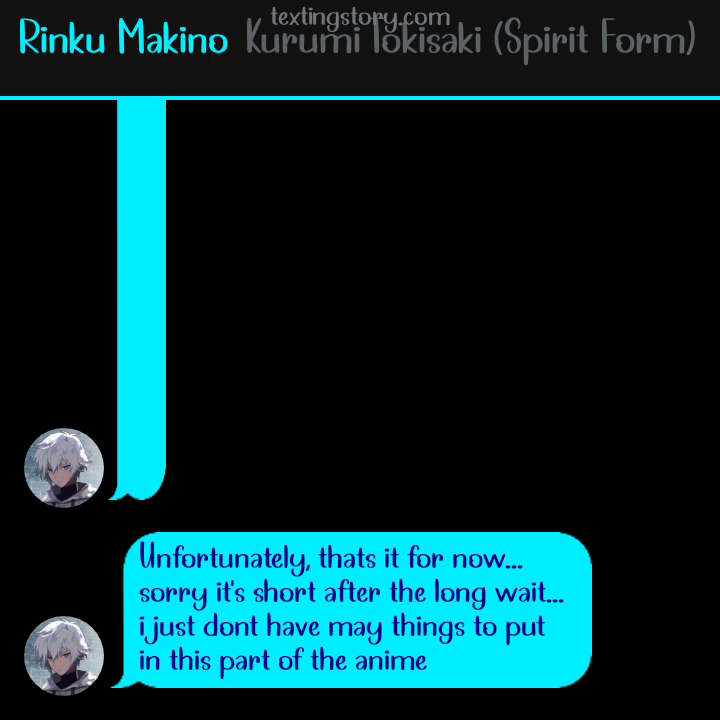 textingstory.com
Rinku Makino Kurumi Tokisaki (Spirit Form)
Unfortunately, thats it for now...
sorry it's short after the long wait...
i just dont have may things to put
in this part of the anime